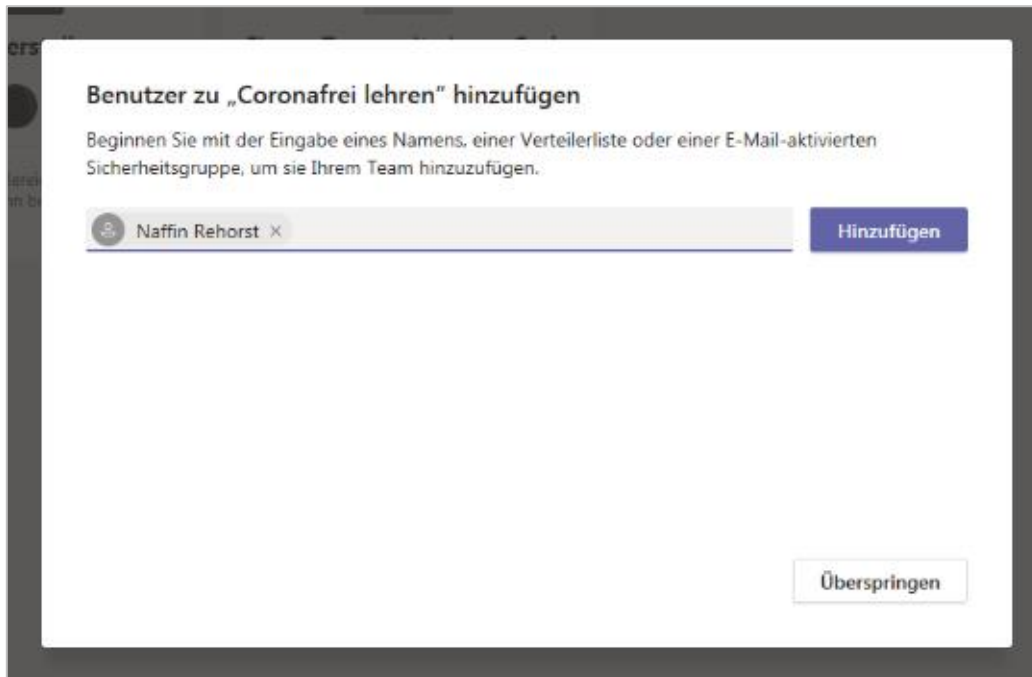 Benutzer zu „Coronafrei lehren” hinzufügen
Beginnen Sie mit der Eingabe eines Namens, einer Verteilerliste oder einer E-Mail-aktivierten
Sicherheitsgruppe, um sie Ihrem Team hinzuzufügen.
Naffin Rehorst ×
Hinzufügen
Überspringen